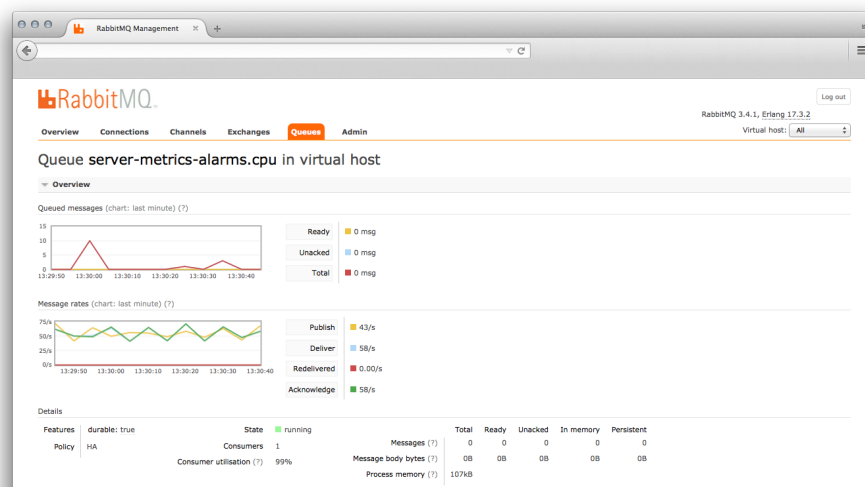 RabbitMQ Management
RabbitMQ
Log out
RabbitMQ 3.4.1, Erlang 17.3.2
Overview Connections Channels Exchanges Queues Admin
Virtual host: All
Queue server-metrics-alarms.cpu in virtual host
Overview
Queued messages (chart: last minute) (?)
15
10
5
0
13:29:50 13:30:00 13:30:10 13:30:20 13:30:30 13:30:40
Ready 0 msg
Unacked 0 msg
Total 0 msg
Message rates (chart: last minute) (?)
75/s
50/s
25/s
0/s
13:29:50 13:30:00 13:30:10 13:30:20 13:30:30 13:30:40
Publish 43/s
Deliver 58/s
Redelivered 0.00/s
Acknowledge 58/s
Details
Features durable: true
Policy HA
State running
Consumers 1
Consumer utilisation (?) 99%
Total Ready Unacked In memory Persistent
Messages (?) 0 0 0 0 0
Message body bytes (?) 0B 0B 0B 0B 0B
Process memory (?) 107kB